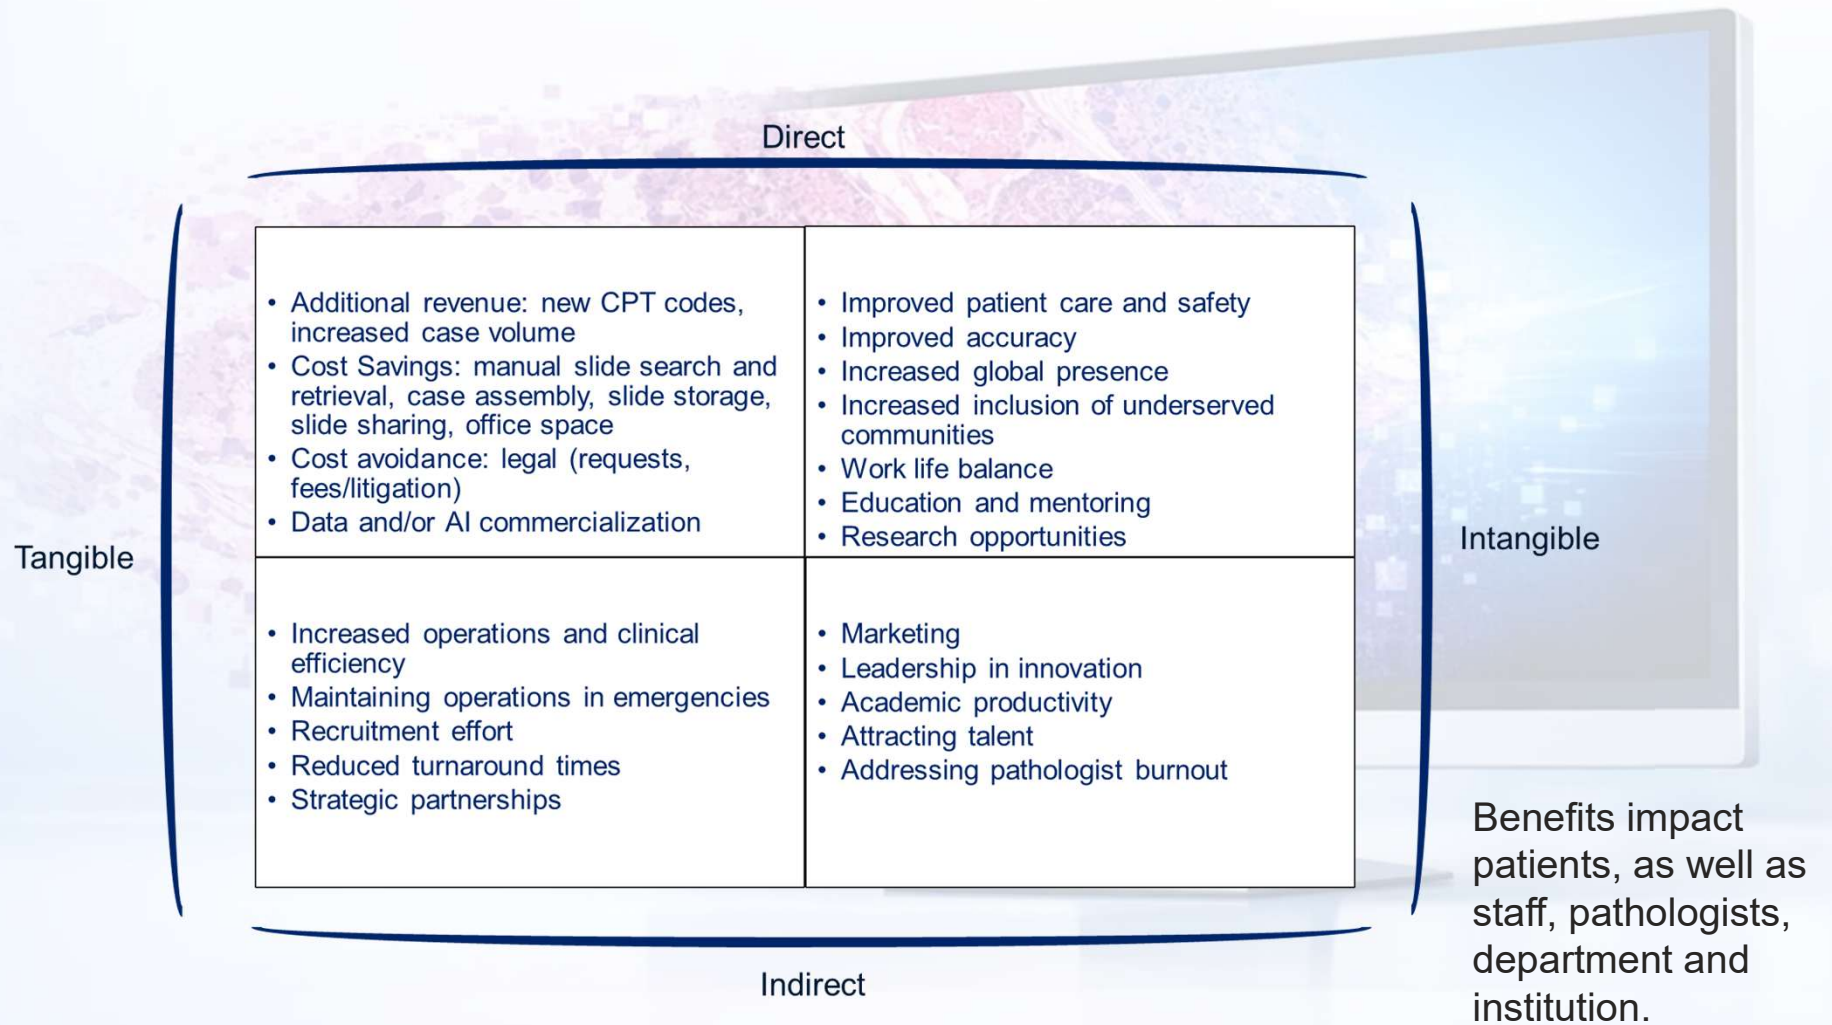 Direct
Tangible
• Additional revenue: new CPT codes,
increased case volume
• Cost Savings: manual slide search and
retrieval, case assembly, slide storage,
slide sharing, office space
• Cost avoidance: legal (requests,
fees/litigation)
• Data and/or AI commercialization
• Improved patient care and safety
• Improved accuracy
• Increased global presence
• Increased inclusion of underserved
communities
• Work life balance
• Education and mentoring
• Research opportunities
Intangible
• Increased operations and clinical
efficiency
• Maintaining operations in emergencies
• Recruitment effort
• Reduced turnaround times
• Strategic partnerships
• Marketing
• Leadership in innovation
• Academic productivity
• Attracting talent
• Addressing pathologist burnout
Indirect
Benefits impact
patients, as well as
staff, pathologists,
department and
institution.